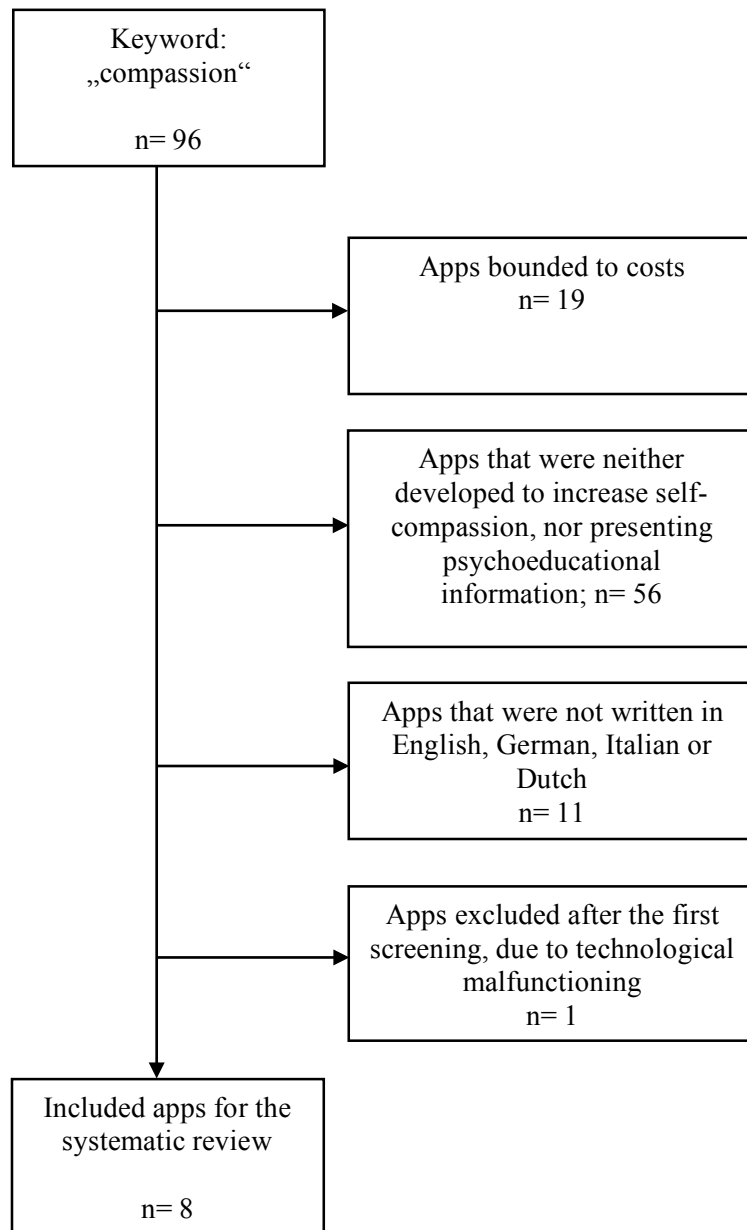 Keyword:
„compassion“
n= 96
Apps bounded to costs
n= 19
Apps that were neither
developed to increase self-
compassion, nor presenting
psychoeducational
information; n= 56
Apps that were not written in
English, German, Italian or
Dutch
n= 11
Apps excluded after the first
screening, due to technological
malfunctioning
n= 1
Included apps for the
systematic review
n= 8